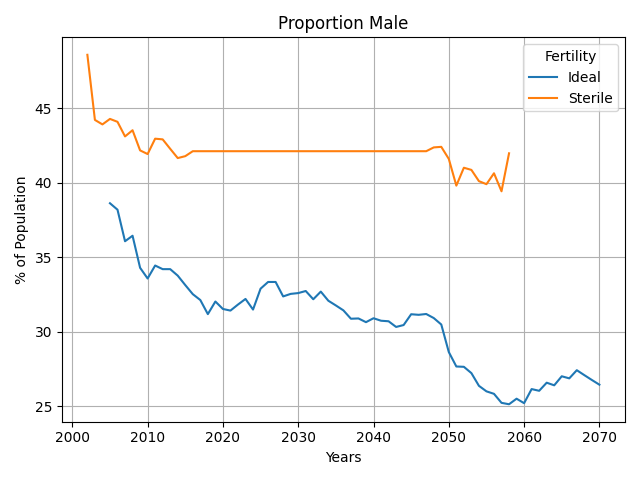 Proportion Male
Fertility
Ideal
Sterile
% of Population
45
40
35
30
25
2000 2010 2020 2030 2040 2050 2060 2070
Years